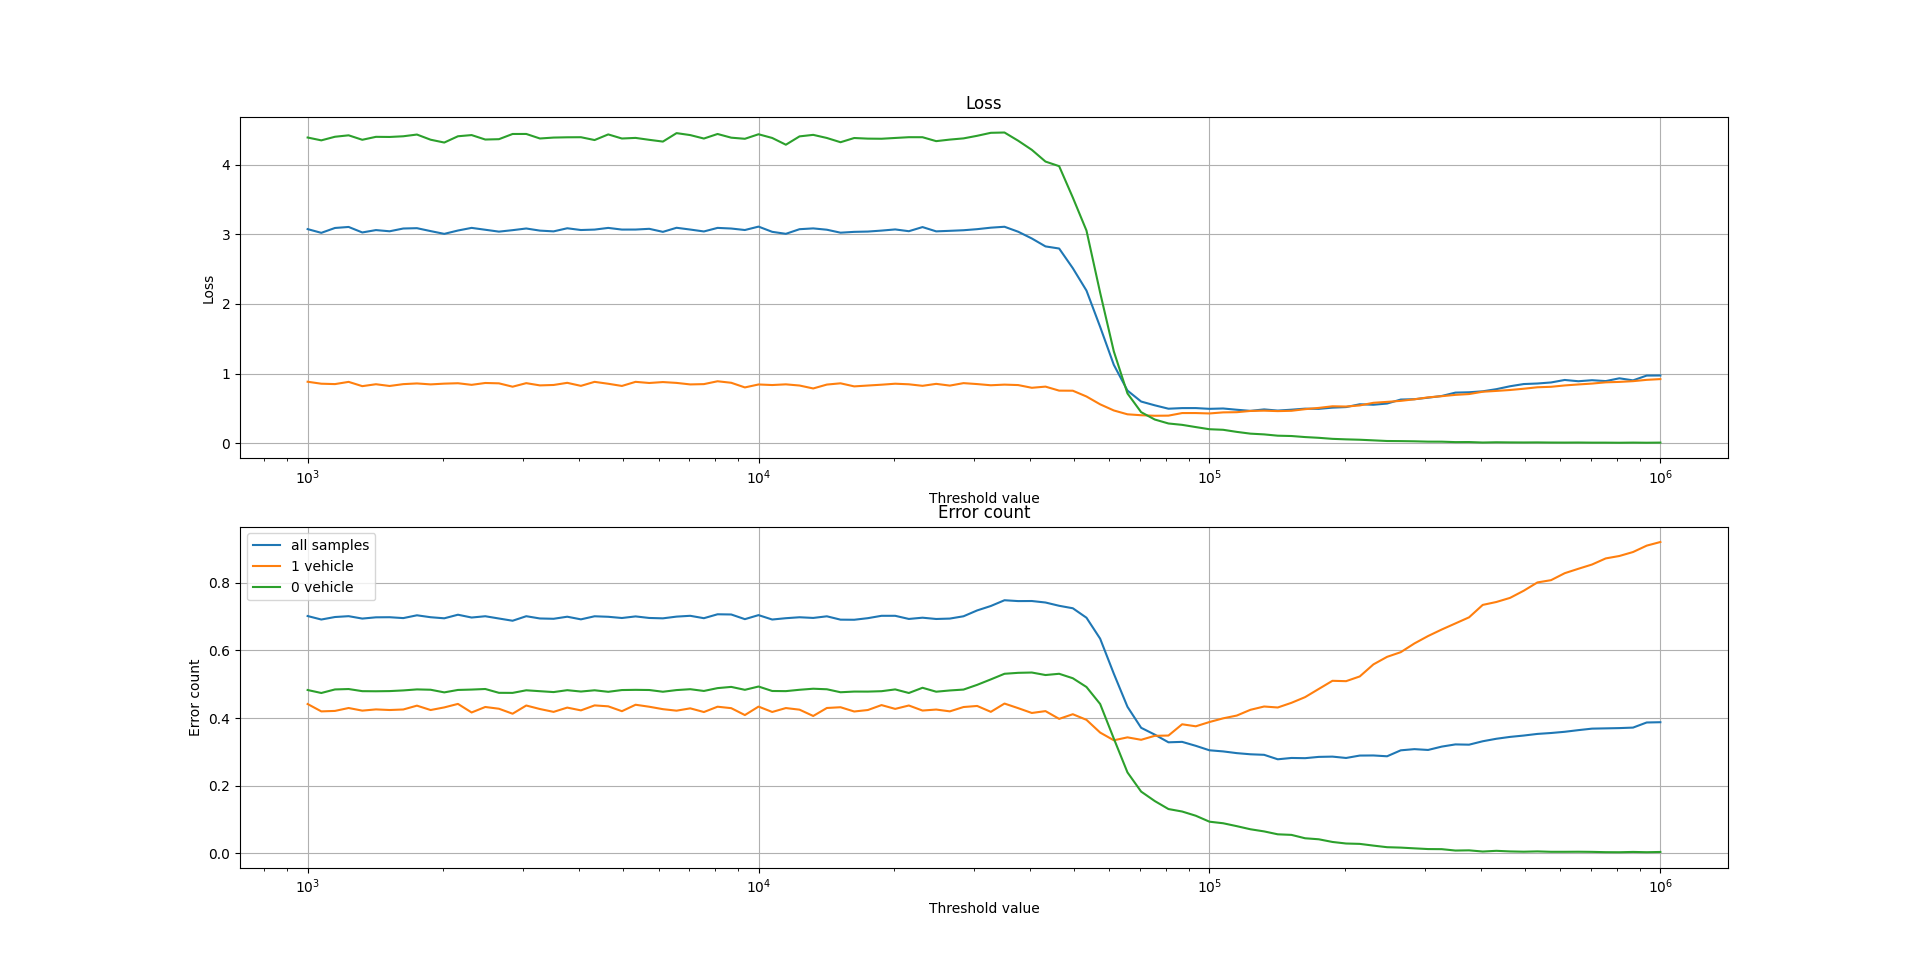 Loss
Loss
4
3
2
1
0
10³ 10⁴ 10⁵ 10⁶
Threshold value
Error count
all samples
1 vehicle
0 vehicle
Error count
0.8
0.6
0.4
0.2
0.0
10³ 10⁴ 10⁵ 10⁶
Threshold value